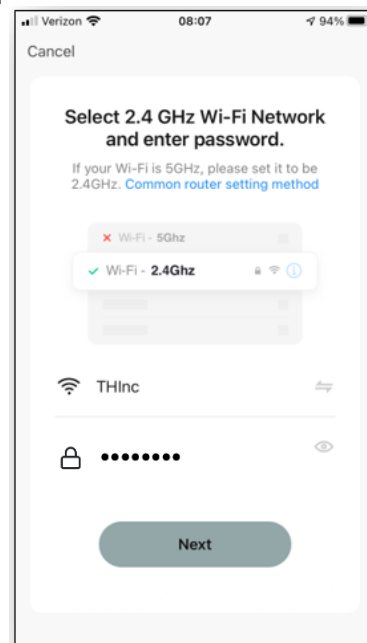 Verizon 08:07 94%
Cancel
Select 2.4 GHz Wi-Fi Network
and enter password.
If your Wi-Fi is 5GHz, please set it to be
2.4GHz. Common router setting method
Wi-Fi - 5Ghz
Wi-Fi - 2.4Ghz
THInc
••••••••
Next